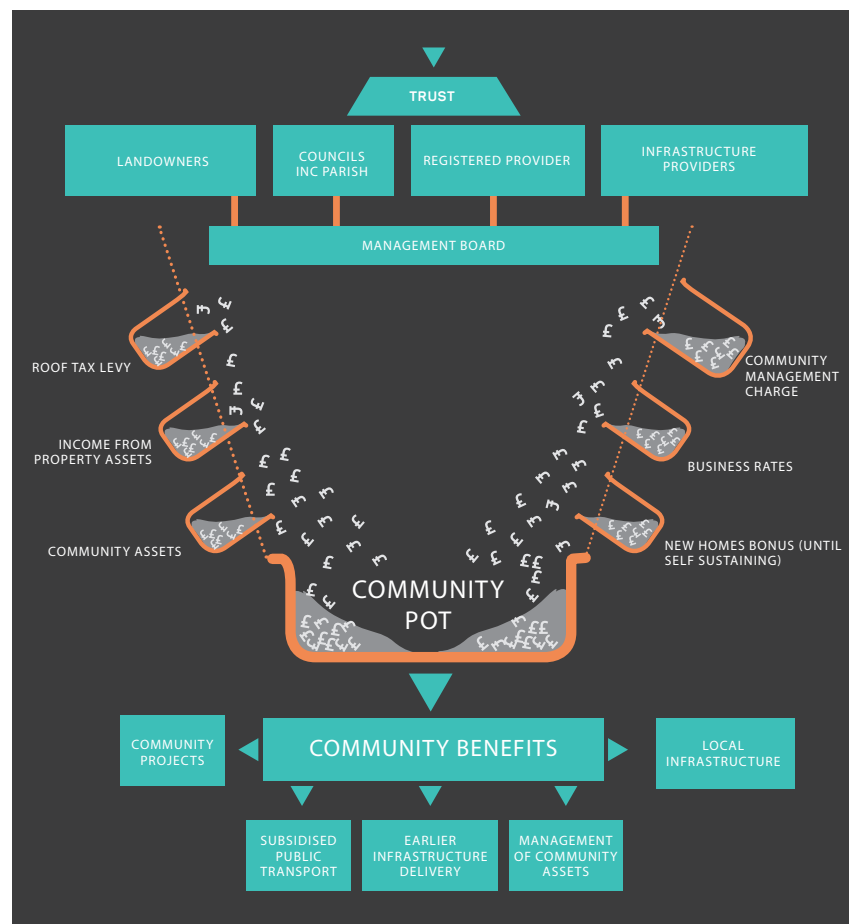 TRUST
LANDOWNERS
COUNCILS
INC PARISH
REGISTERED PROVIDER
INFRASTRUCTURE
PROVIDERS
MANAGEMENT BOARD
ROOF TAX LEVY
COMMUNITY
MANAGEMENT
CHARGE
INCOME FROM
PROPERTY ASSETS
BUSINESS RATES
COMMUNITY ASSETS
NEW HOMES BONUS (UNTIL
SELF SUSTAINING)
COMMUNITY
POT
COMMUNITY BENEFITS
COMMUNITY
PROJECTS
LOCAL
INFRASTRUCTURE
SUBSIDISED
PUBLIC
TRANSPORT
EARLIER
INFRASTRUCTURE
DELIVERY
MANAGEMENT
OF COMMUNITY
ASSETS